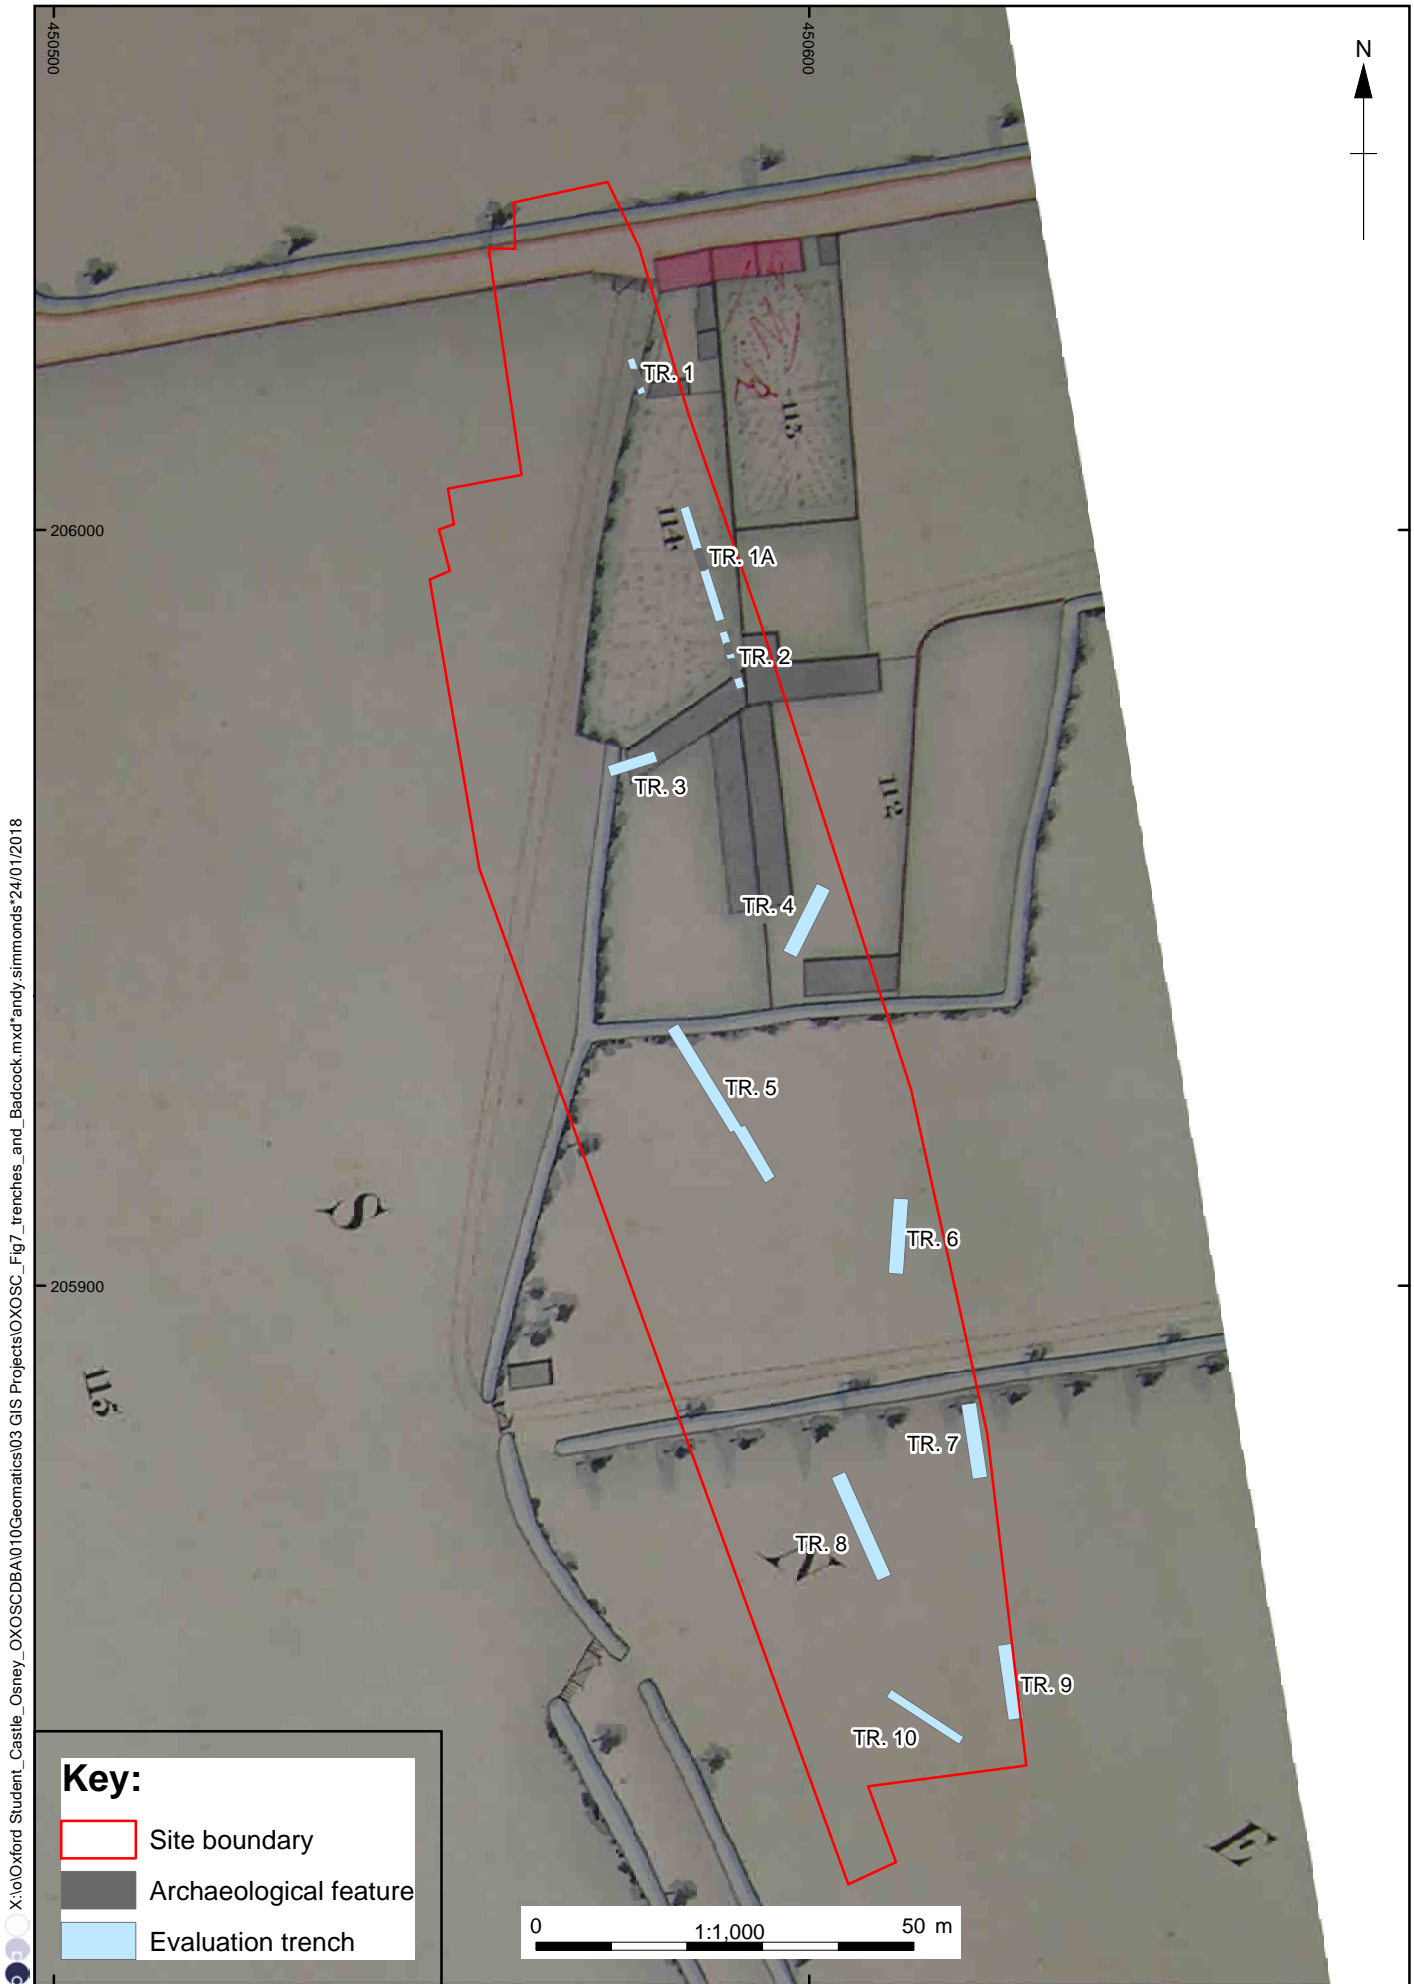 450500
450600
N
TR. 1
113
206000
114
TR. 1A
TR. 2
TR. 3
112
TR. 4
TR. 5
S
TR. 6
205900
115
TR. 7
TR. 8
TR. 9
TR. 10
E
Key:
Site boundary
Archaeological feature
Evaluation trench
0 1:1,000 50 m
X:\o\Oxford Student_Castle_Osney_OXOSCDBA\010Geomatics\03 GIS Projects\OXOSC_Fig7_trenches_and_Badcock.mxd*andy.simmonds*24/01/2018